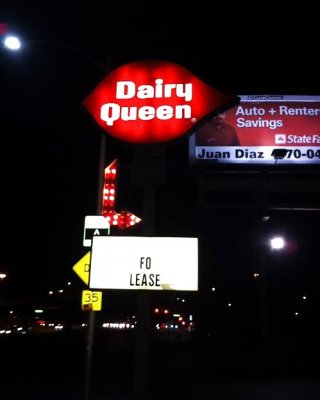 Dairy
Queen
Auto + Renter
Savings
State Fa
Juan Diaz
70-04
A
D
FO
LEASE
35